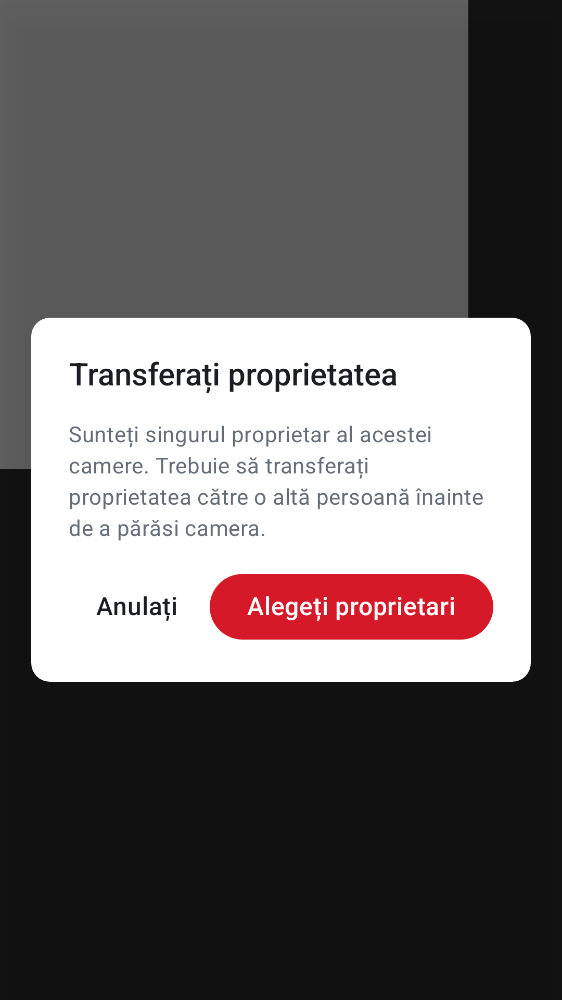 Transferați proprietatea
Sunteți singurul proprietar al acestei
camere. Trebuie să transferați
proprietatea către o altă persoană înainte
de a părăsi camera.
Anulați
Alegeți proprietari